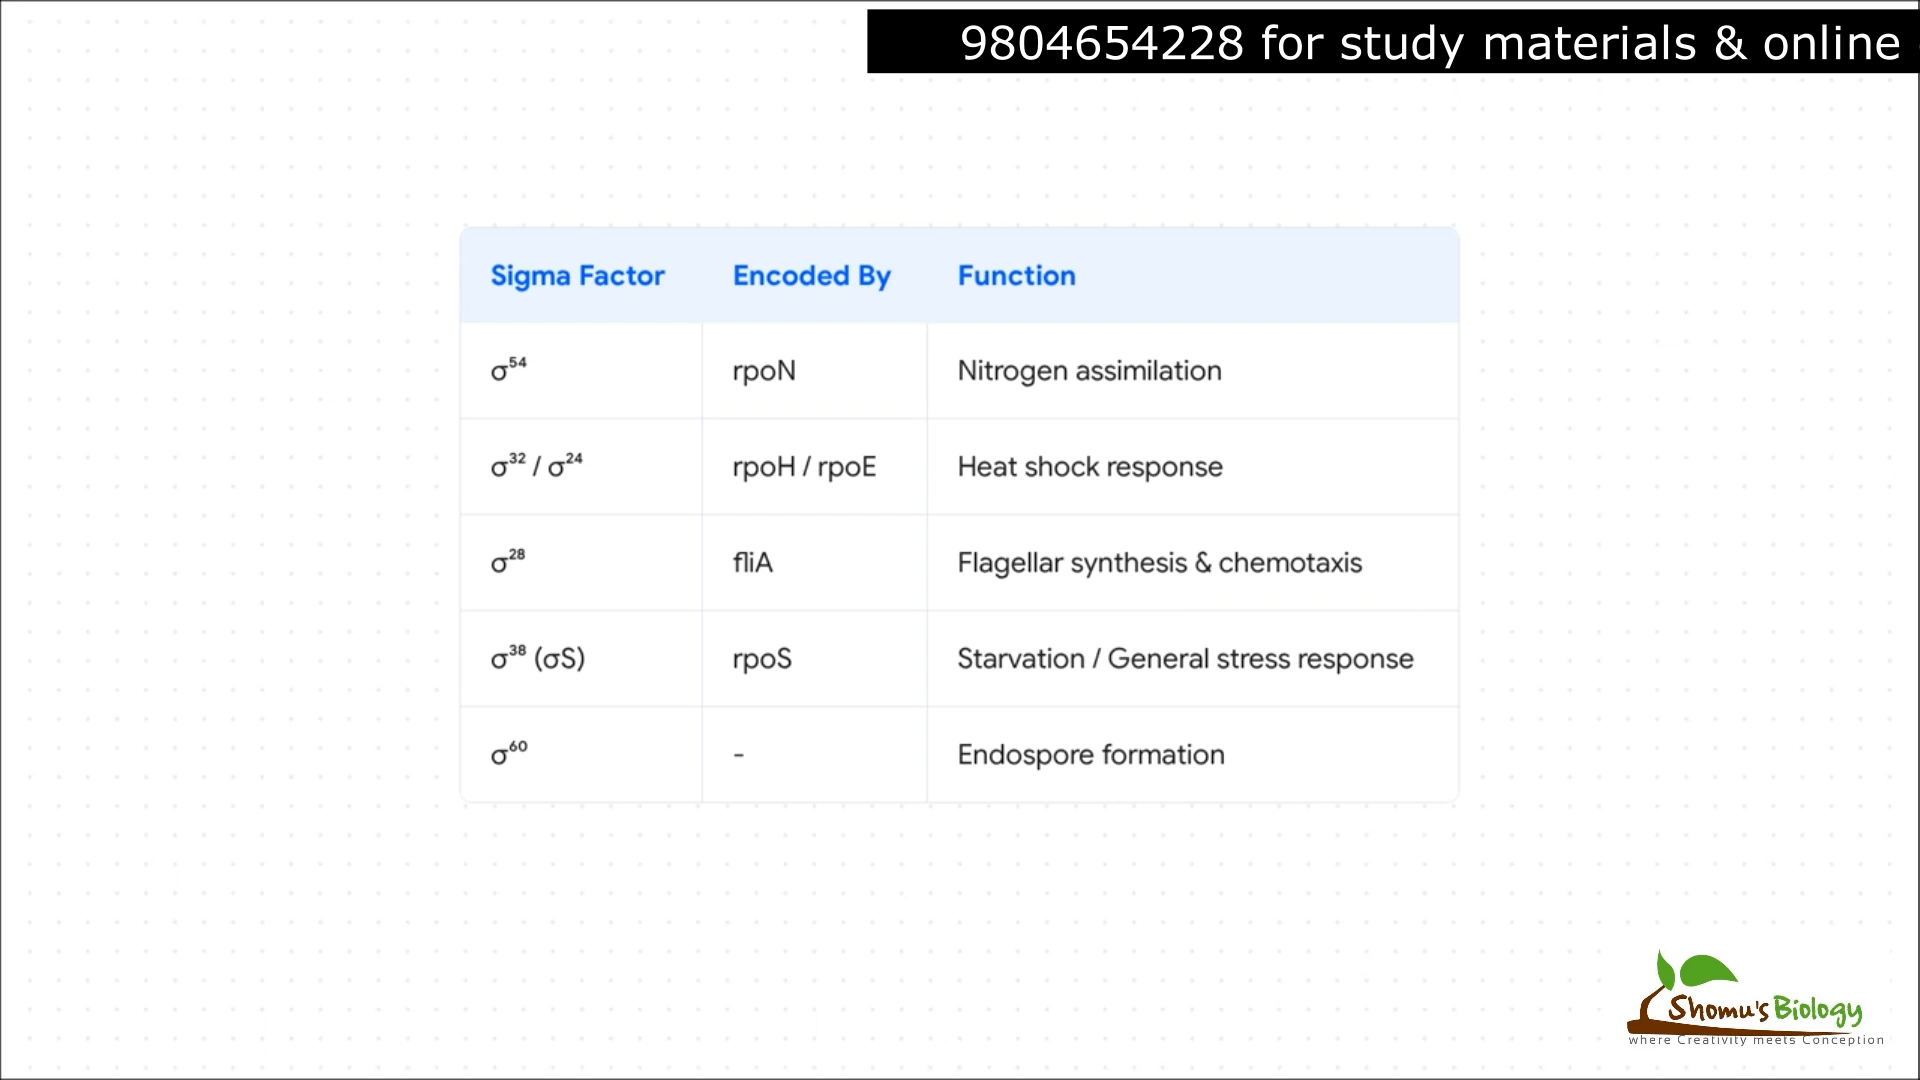 9804654228 for study materials & online
Sigma Factor Encoded By Function
σ⁵⁴ rpoN Nitrogen assimilation
σ³² / σ²⁴ rpoH / rpoE Heat shock response
σ²⁸ fliA Flagellar synthesis & chemotaxis
σ³⁸ (σS) rpoS Starvation / General stress response
σ⁶⁰ - Endospore formation
Shomu's Biology
where Creativity meets Conception